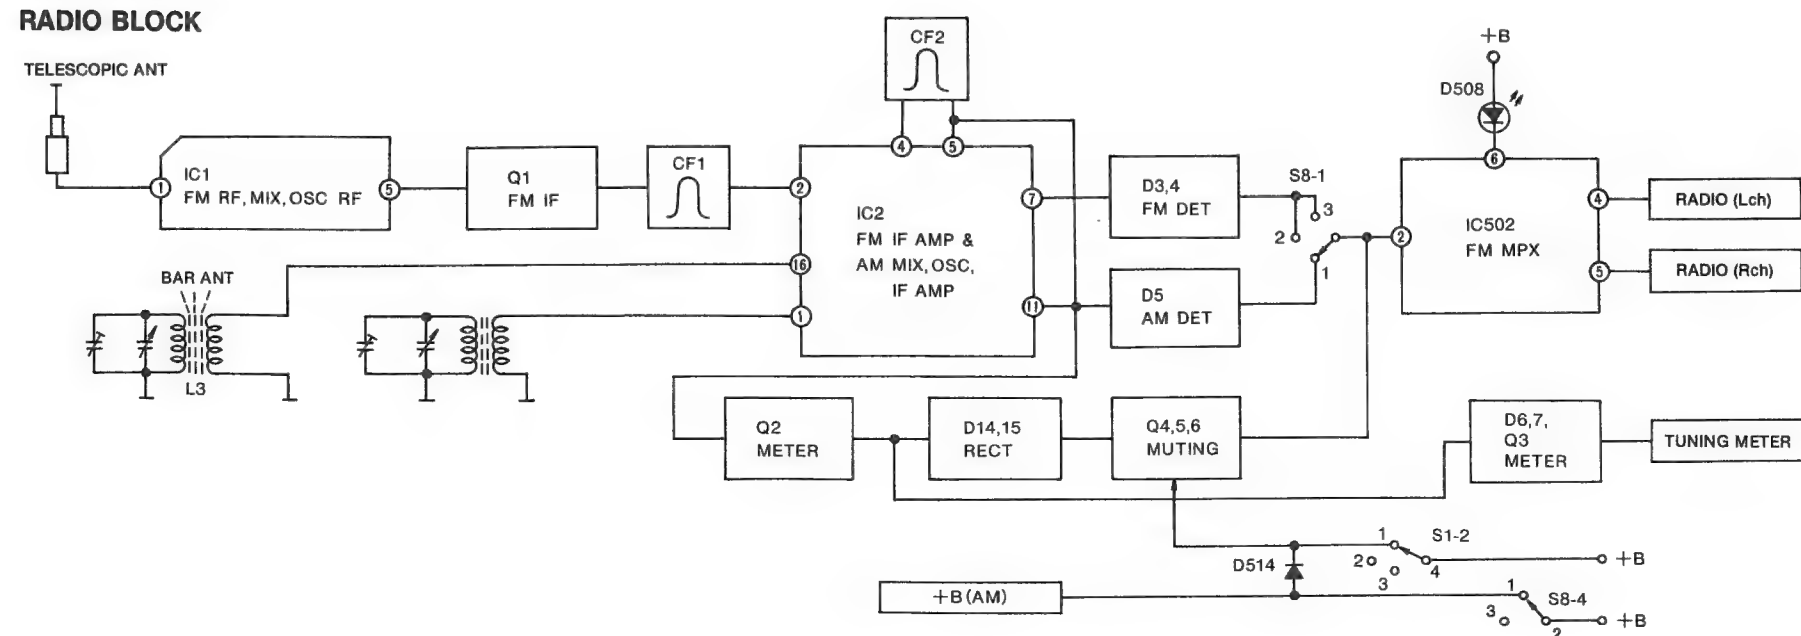 RADIO BLOCK
TELESCOPIC ANT
1
IC1
FM RF, MIX, OSC RF
5
Q1
FM IF
CF1
CF2
4
5
2
16
1
IC2
FM IF AMP &
AM MIX, OSC,
IF AMP
7
11
D3,4
FM DET
D5
AM DET
S8-1
3
2
1
+B
D508
6
2
IC502
FM MPX
4
5
RADIO (Lch)
RADIO (Rch)
BAR ANT
L3
Q2
METER
D14,15
RECT
Q4,5,6
MUTING
D6,7,
Q3
METER
TUNING METER
1
2
3
4
S1-2
+B
D514
+B (AM)
1
3
2
S8-4
+B